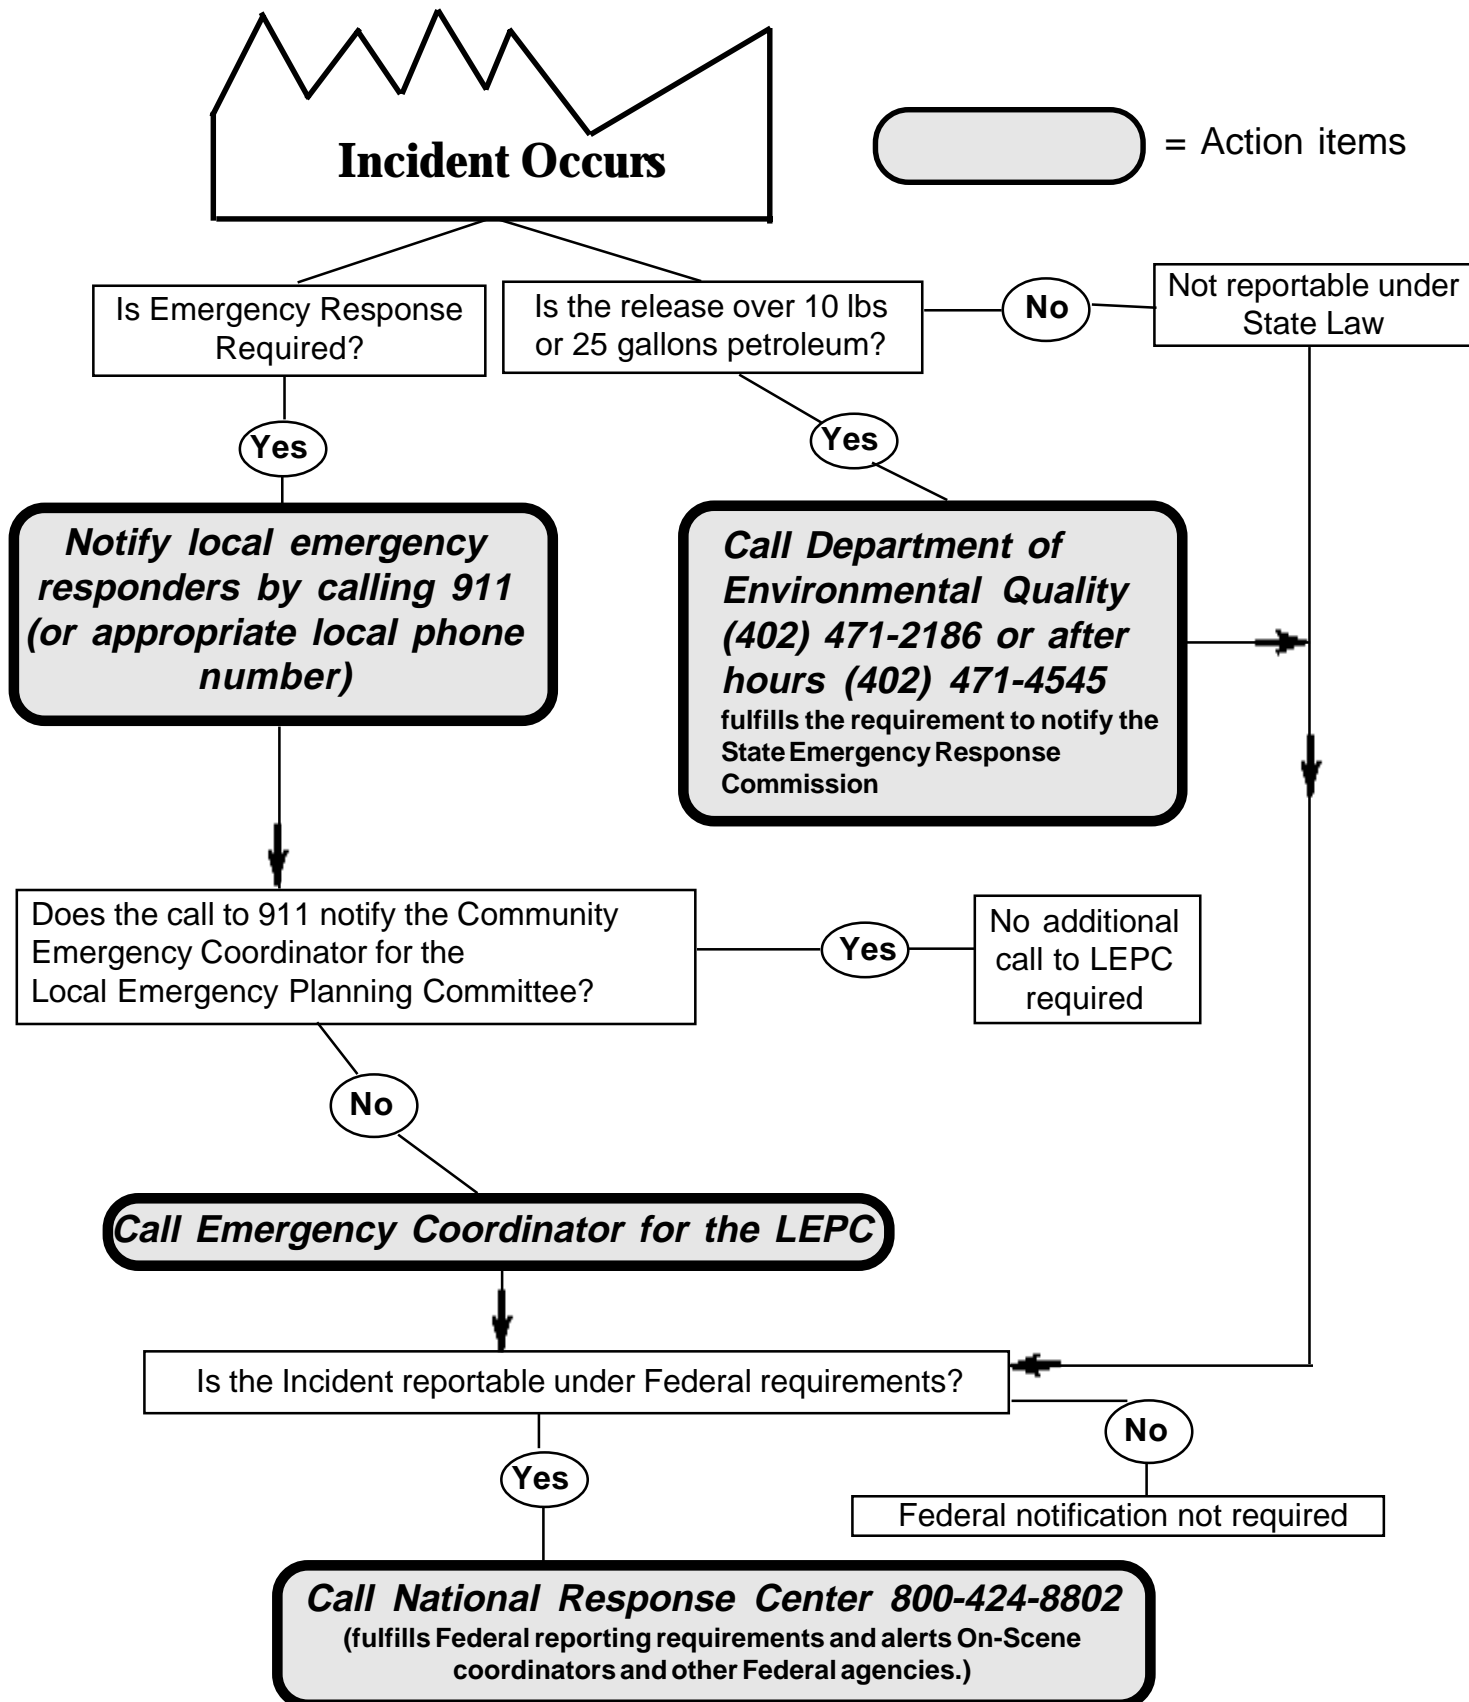 Incident Occurs
= Action items
Is Emergency Response
Required?
Is the release over 10 lbs
or 25 gallons petroleum?
No
Not reportable under
State Law
Yes
Yes
Notify local emergency
responders by calling 911
(or appropriate local phone
number)
Call Department of
Environmental Quality
(402) 471-2186 or after
hours (402) 471-4545
fulfills the requirement to notify the
State Emergency Response
Commission
Does the call to 911 notify the Community
Emergency Coordinator for the
Local Emergency Planning Committee?
Yes
No additional
call to LEPC
required
No
Call Emergency Coordinator for the LEPC
Is the Incident reportable under Federal requirements?
No
Yes
Federal notification not required
Call National Response Center 800-424-8802
(fulfills Federal reporting requirements and alerts On-Scene
coordinators and other Federal agencies.)